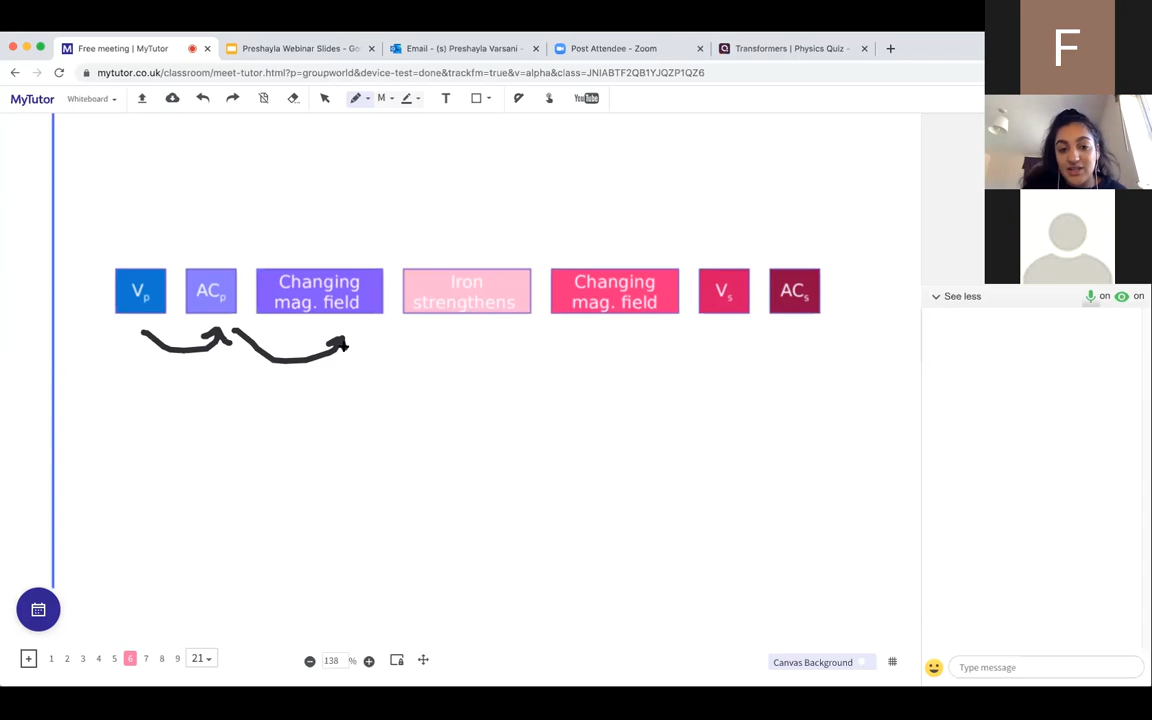 F
Free meeting | MyTutor
Preshayla Webinar Slides - Go
Email - (s) Preshayla Varsani -
Post Attendee - Zoom
Transformers | Physics Quiz -
mytutor.co.uk/classroom/meet-tutor.html?p=groupworld&device-test=done&trackfm=true&v=alpha&class=JNIABTF2QB1YJQZP1QZ6
MyTutor
Whiteboard
M
T
YouTube
Vp
ACp
Changing
mag. field
Iron
strengthens
Changing
mag. field
Vs
ACs
See less
on
on
1 2 3 4 5 6 7 8 9 21
138 %
Canvas Background
Type message